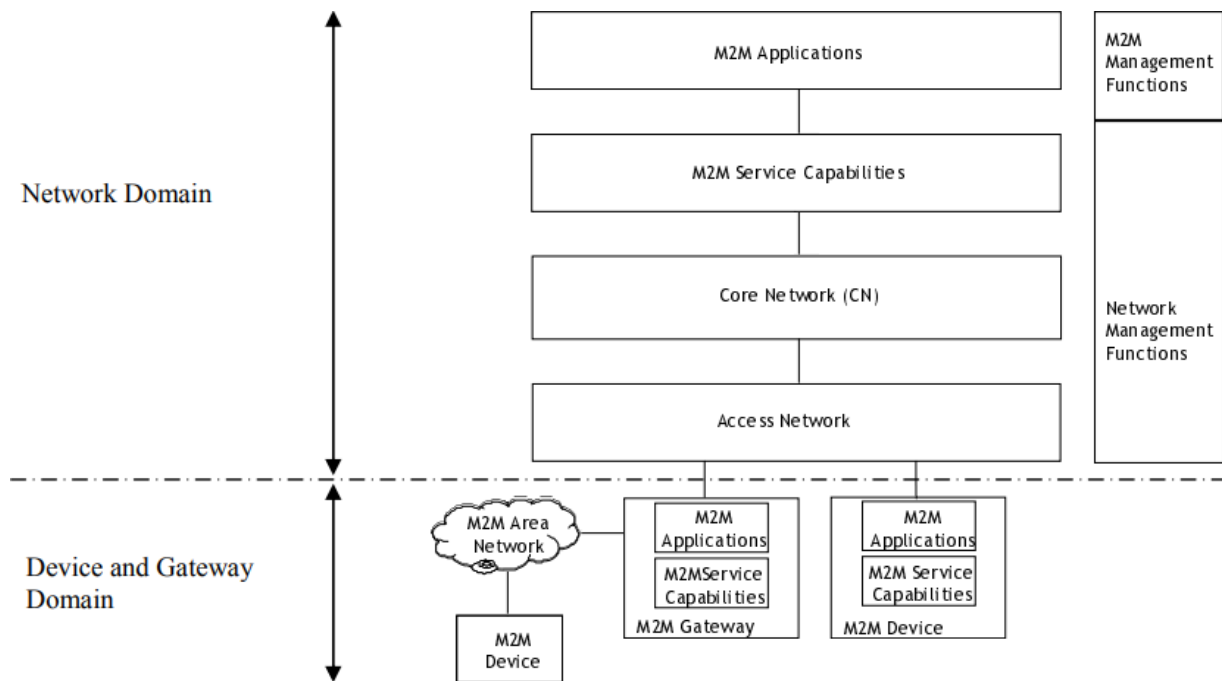 M2M Applications
M2M
Management
Functions
Network Domain
M2M Service Capabilities
Core Network (CN)
Network
Management
Functions
Access Network
Device and Gateway
Domain
M2M Area
Network
M2M
Device
M2M
Applications
M2MService
Capabilities
M2M Gateway
M2M
Applications
M2M Service
Capabilities
M2M Device